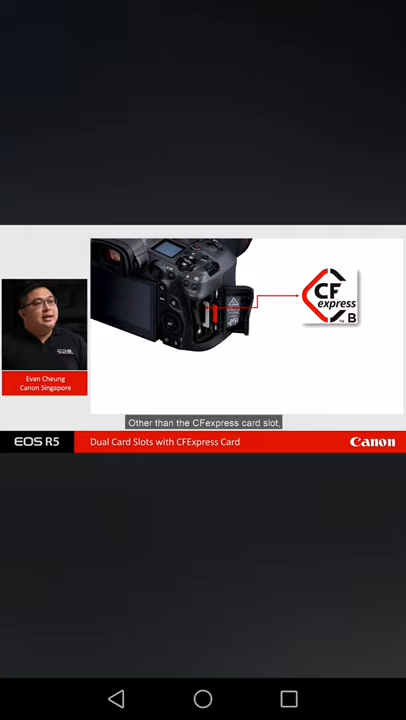 CF
express
B
Evan Cheung
Canon Singapore
Other than the CFexpress card slot,
EOS R5
Dual Card Slots with CFExpress Card
Canon